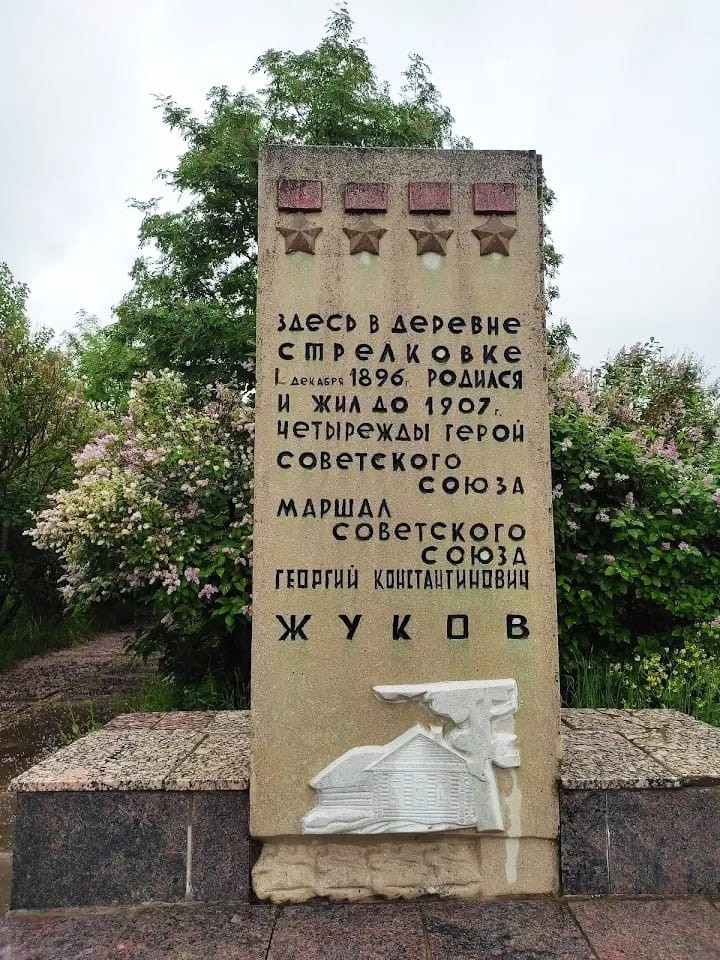 ЗДЕСЬ В ДЕРЕВНЕ
СТРЕЛКОВКЕ
1 ДЕКАБРЯ 1896 Г. РОДИЛСЯ
И ЖИЛ ДО 1907 Г.
ЧЕТЫРЕЖДЫ ГЕРОЙ
СОВЕТСКОГО
СОЮЗА
МАРШАЛ
СОВЕТСКОГО
СОЮЗА
ГЕОРГИЙ КОНСТАНТИНОВИЧ
ЖУКОВ